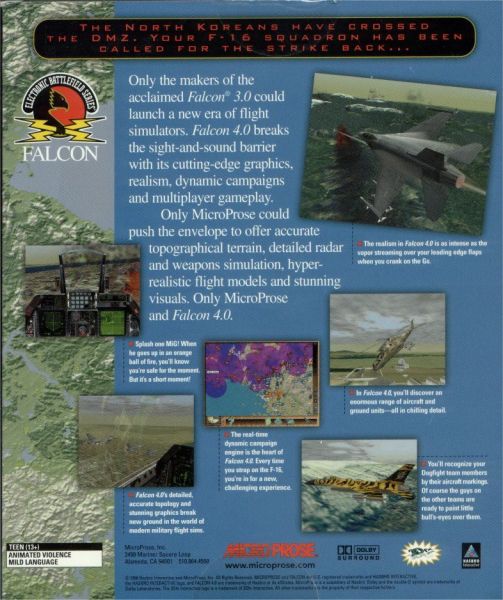 THE NORTH KOREANS HAVE CROSSED
THE DMZ. YOUR F-16 SQUADRON HAS BEEN
CALLED FOR THE STRIKE BACK...
ELECTRONIC BATTLEFIELD SERIES
FALCON
Only the makers of the
acclaimed Falcon® 3.0 could
launch a new era of flight
simulators. Falcon 4.0 breaks
the sight-and-sound barrier
with its cutting-edge graphics,
realism, dynamic campaigns
and multiplayer gameplay.
Only MicroProse could
push the envelope to offer accurate
topographical terrain, detailed radar
and weapons simulation, hyper-
realistic flight models and stunning
visuals. Only MicroProse
and Falcon 4.0.
The realism in Falcon 4.0 is as intense as the
vapor streaming over your leading edge flaps
when you crank on the Gs.
Splash one MiG! When
he goes up in an orange
ball of fire, you'll know
you're safe for the moment.
But it's a short moment!
In Falcon 4.0, you'll discover an
enormous range of aircraft and
ground units—all in chilling detail.
The real-time
dynamic campaign
engine is the heart of
Falcon 4.0. Every time
you strap on the F-16,
you're in for a new,
challenging experience.
You'll recognize your
Dogfight team members
by their aircraft markings.
Of course the guys on
the other teams are
ready to paint little
bull's-eyes over them.
Falcon 4.0's detailed,
accurate topology and
stunning graphics break
new ground in the world of
modern military flight sims.
TEEN (13+)
ANIMATED VIOLENCE
MILD LANGUAGE
MicroProse, Inc.
2490 Mariner Square Loop
Alameda, CA 94501 510.864.4550
MICROPROSE
www.microprose.com
DOLBY
SURROUND
HASBRO
INTERACTIVE